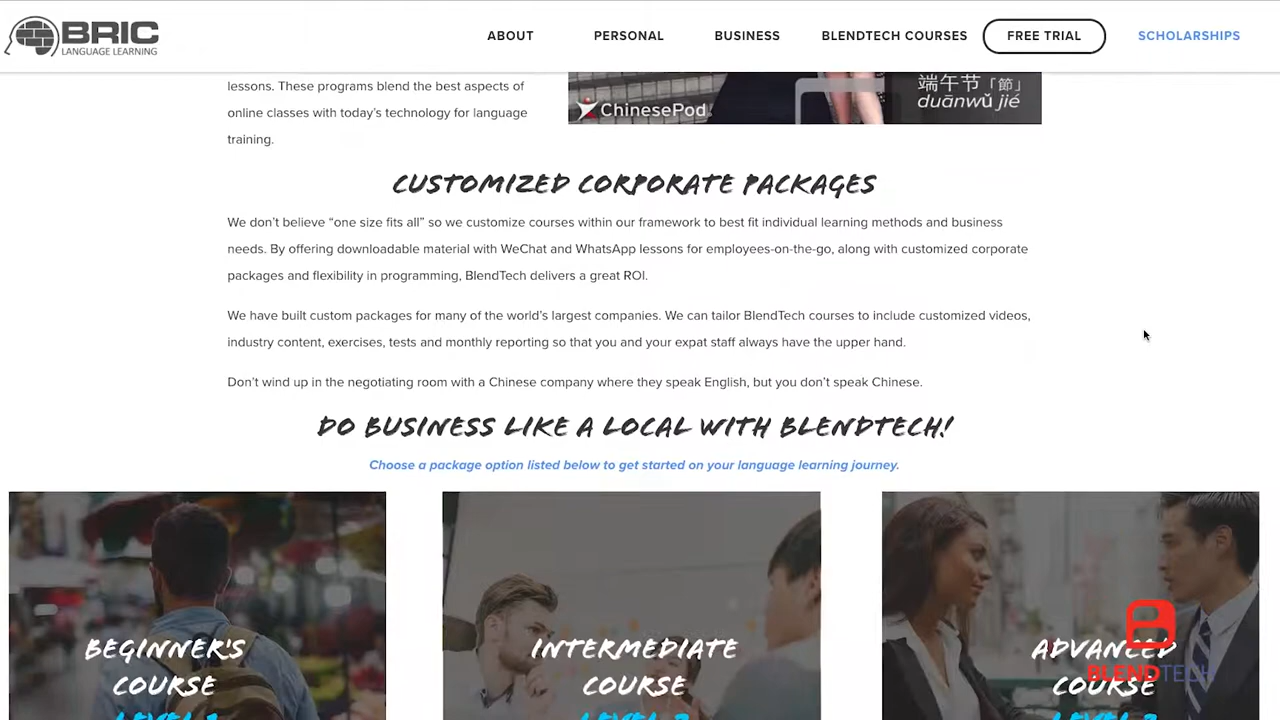 BRIC
LANGUAGE LEARNING
ABOUT
PERSONAL
BUSINESS
BLENDTECH COURSES
FREE TRIAL
SCHOLARSHIPS
lessons. These programs blend the best aspects of
online classes with today’s technology for language
training.
ChinesePod
端午节「節」
duānwǔ jié
CUSTOMIZED CORPORATE PACKAGES
We don’t believe “one size fits all” so we customize courses within our framework to best fit individual learning methods and business
needs. By offering downloadable material with WeChat and WhatsApp lessons for employees-on-the-go, along with customized corporate
packages and flexibility in programming, BlendTech delivers a great ROI.
We have built custom packages for many of the world’s largest companies. We can tailor BlendTech courses to include customized videos,
industry content, exercises, tests and monthly reporting so that you and your expat staff always have the upper hand.
Don’t wind up in the negotiating room with a Chinese company where they speak English, but you don’t speak Chinese.
DO BUSINESS LIKE A LOCAL WITH BLENDTECH!
Choose a package option listed below to get started on your language learning journey.
BEGINNER'S
COURSE
INTERMEDIATE
COURSE
ADVANCED
COURSE
BLENDTECH